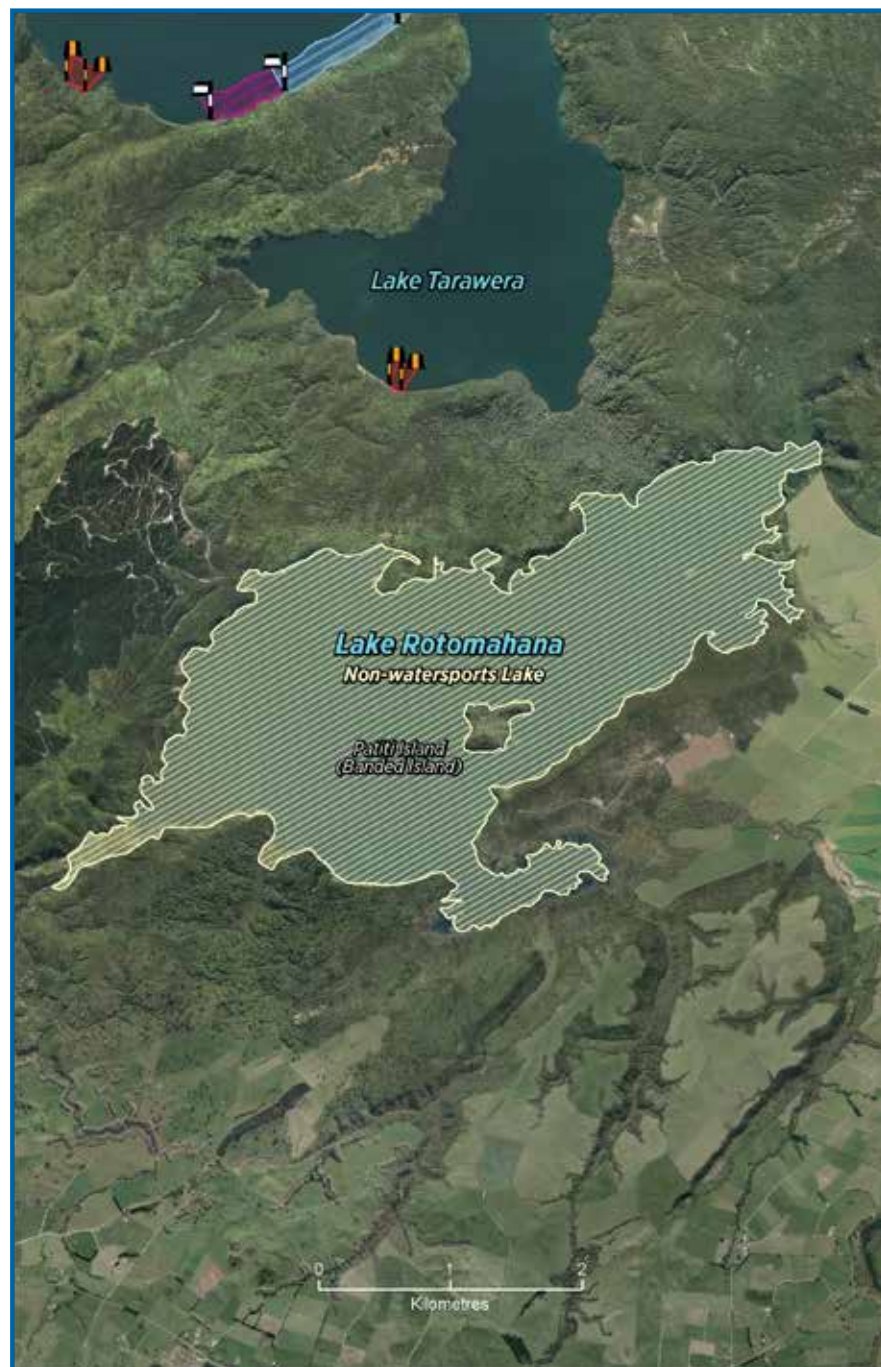 Lake Tarawera
Lake Rotomahana
Non-watersports Lake
Patiti Island
(Banded Island)
0 1 2
Kilometres